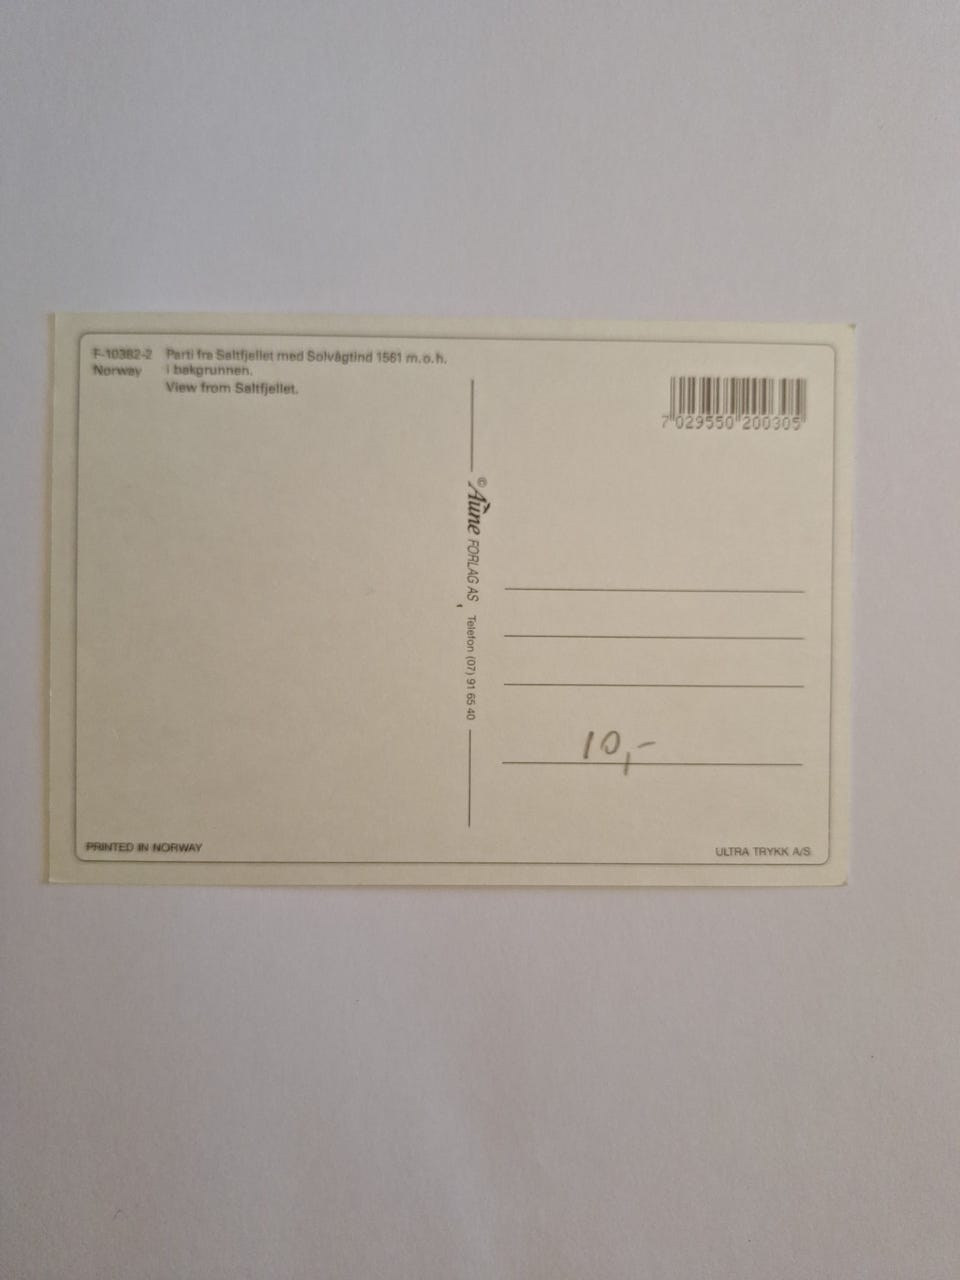 F-10382-2 Parti fra Saltfjellet med Solvågtind 1561 m.o.h.
Norway i bakgrunnen.
View from Saltfjellet.
7 029550 200305
© Aune FORLAG AS, Telefon (07) 91 65 40
10,-
PRINTED IN NORWAY
ULTRA TRYKK A/S